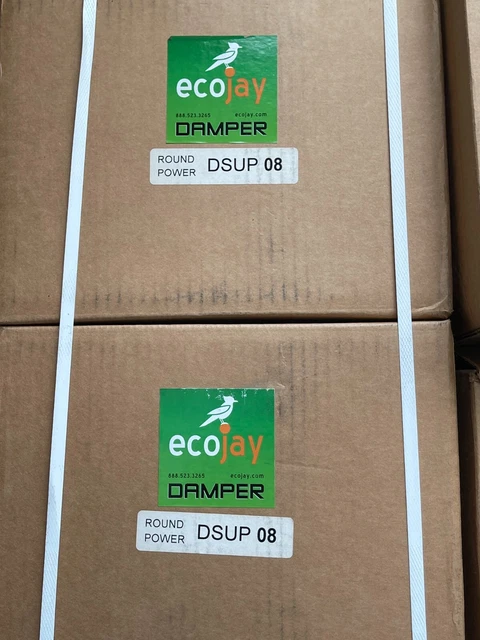 ecojay
888.523.3265 ecojay.com
DAMPER
ROUND
POWER
DSUP 08
ecojay
888.523.3265 ecojay.com
DAMPER
ROUND
POWER
DSUP 08